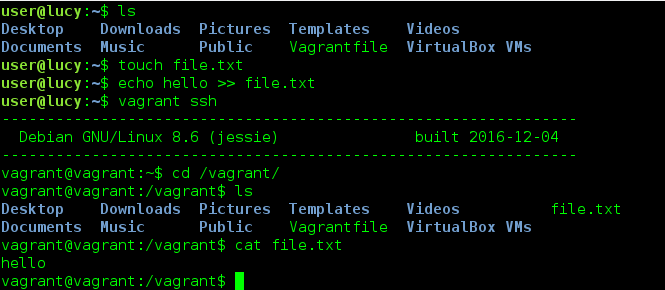 user@lucy:~$ ls
Desktop    Downloads  Pictures  Templates    Videos
Documents  Music      Public    Vagrantfile  VirtualBox VMs
user@lucy:~$ touch file.txt
user@lucy:~$ echo hello >> file.txt
user@lucy:~$ vagrant ssh
----------------------------------------------------------------
  Debian GNU/Linux 8.6 (jessie)               built 2016-12-04
----------------------------------------------------------------
vagrant@vagrant:~$ cd /vagrant/
vagrant@vagrant:/vagrant$ ls
Desktop    Downloads  Pictures  Templates    Videos          file.txt
Documents  Music      Public    Vagrantfile  VirtualBox VMs
vagrant@vagrant:/vagrant$ cat file.txt
hello
vagrant@vagrant:/vagrant$